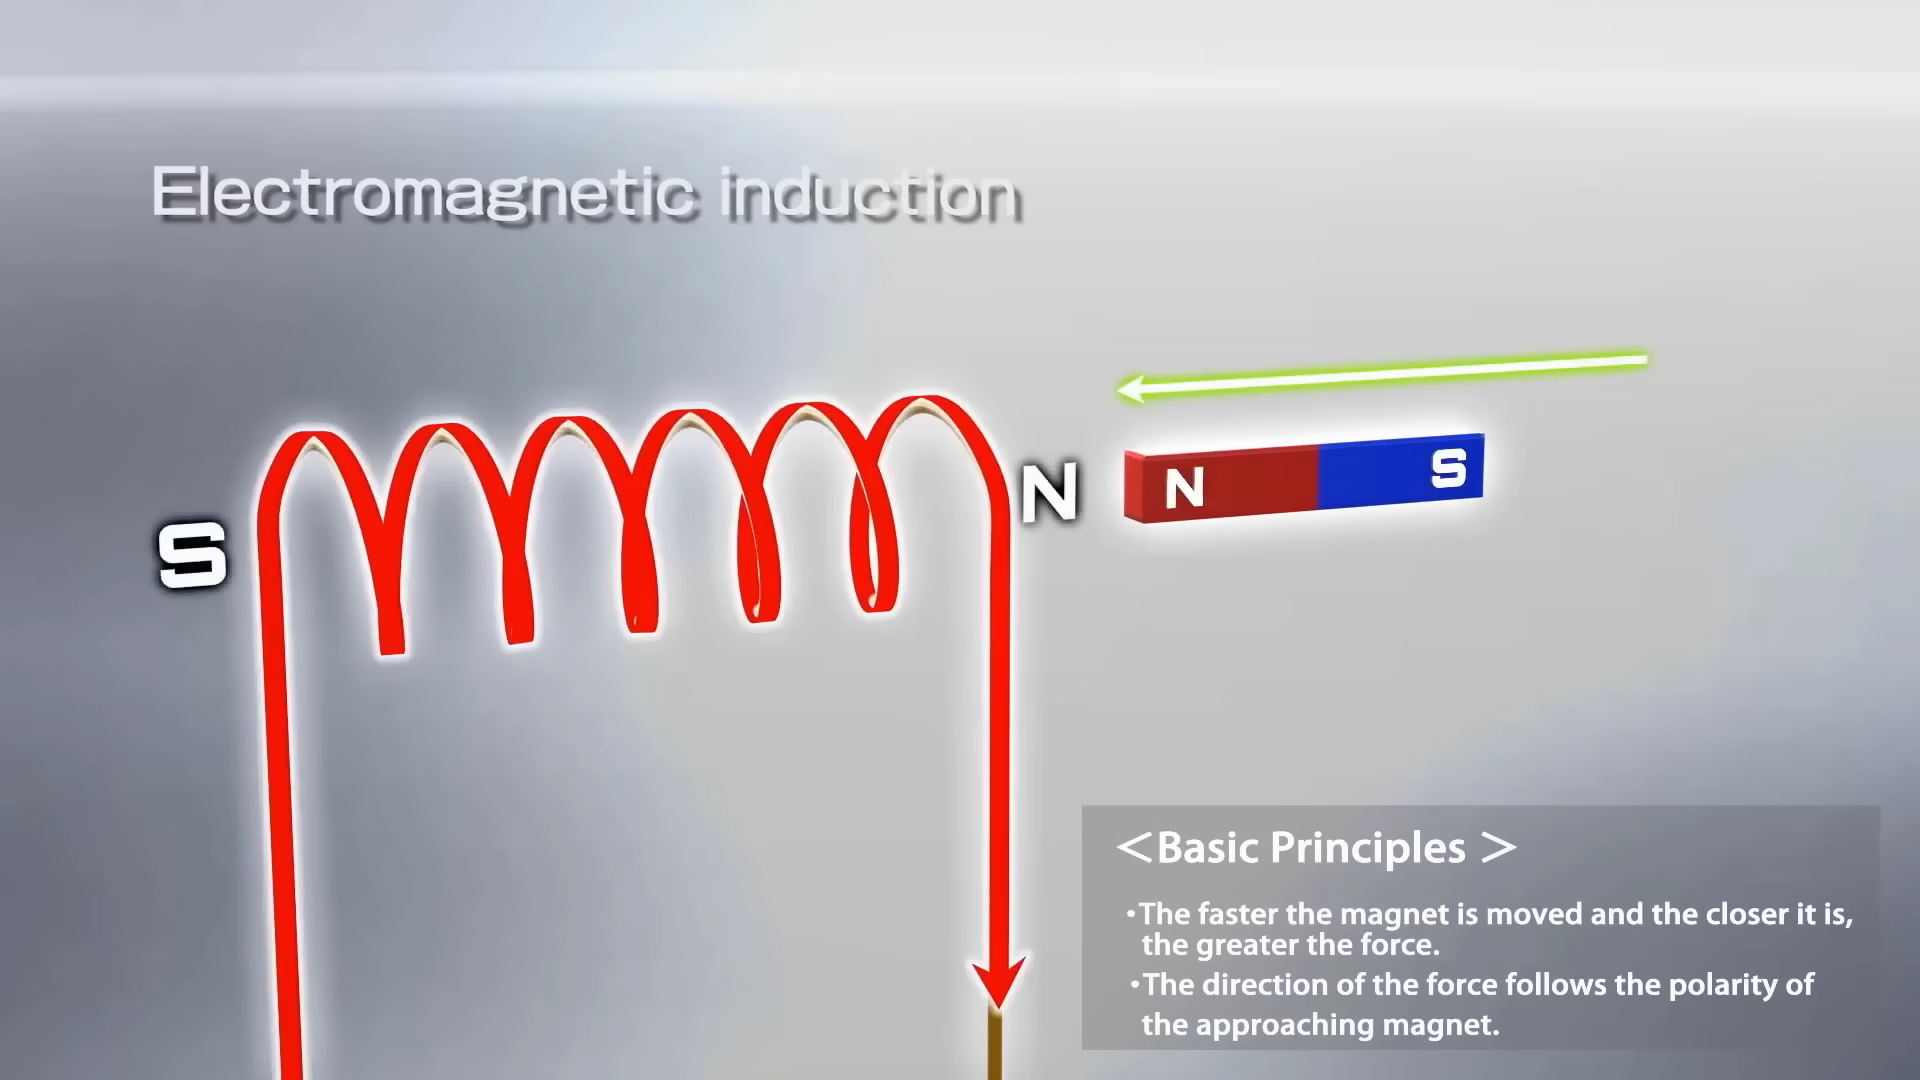 Electromagnetic induction
S
N
N
S
＜Basic Principles ＞
・The faster the magnet is moved and the closer it is,
the greater the force.
・The direction of the force follows the polarity of
the approaching magnet.